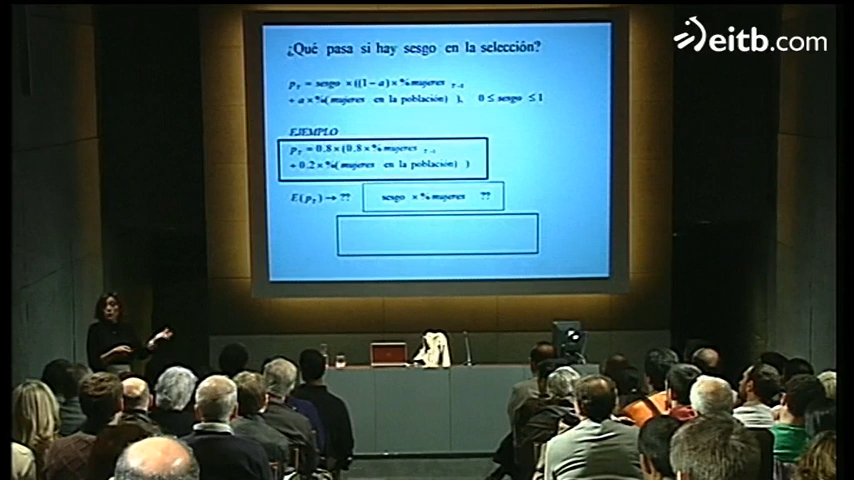 eitb.com
¿Qué pasa si hay sesgo en la selección?
p_T = sesgo × ((1 − a) × % mujeres _T−1
+ a × %( mujeres en la población) ), 0 ≤ sesgo ≤ 1
EJEMPLO
p_T = 0.8 × (0.8 × % mujeres _T−1
+ 0.2 × %( mujeres en la población) )
E(p_T) → ?? sesgo × % mujeres ??